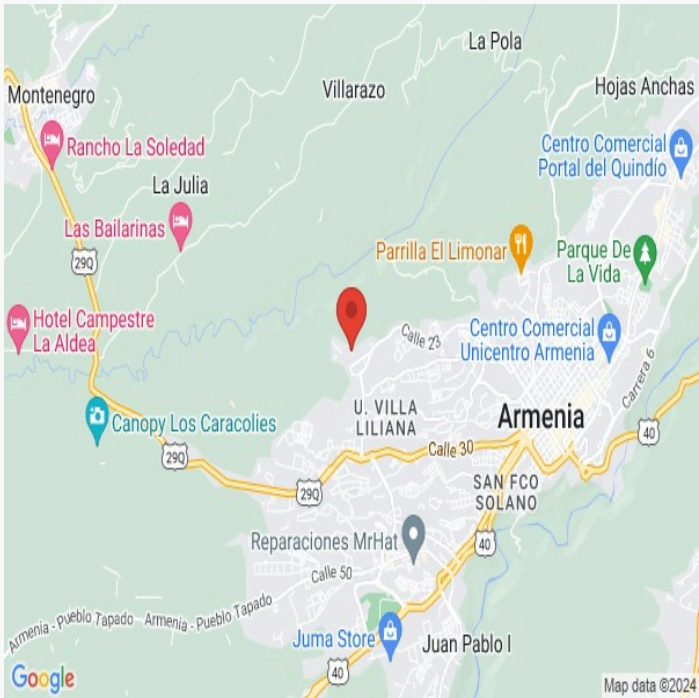 La Pola
Hojas Anchas
Montenegro
Villarazo
Centro Comercial
Portal del Quindío
Rancho La Soledad
La Julia
Las Bailarinas
29Q
Parrilla El Limonar
Parque De
La Vida
Hotel Campestre
La Aldea
Calle 23
Centro Comercial
Unicentro Armenia
Carrera 6
U. VILLA
LILIANA
Armenia
Canopy Los Caracolies
40
Calle 30
29Q
SAN FCO
SOLANO
29Q
Reparaciones MrHat
40
Calle 50
Armenia - Pueblo Tapado
Armenia - Pueblo Tapado
Juma Store
Juan Pablo I
40
Google
Map data ©2024